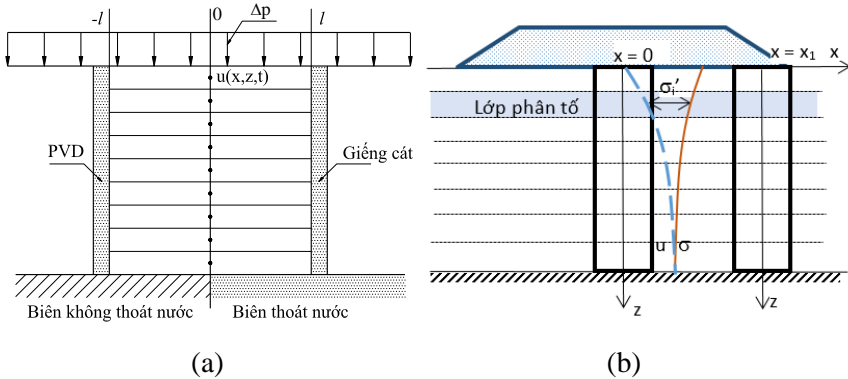 -l 0 l
Δp
u(x,z,t)
PVD
Giếng cát
Biên không thoát nước
Biên thoát nước
(a)
x = 0
x = x₁ x
σᵢ'
Lớp phân tố
u σ
z z
(b)